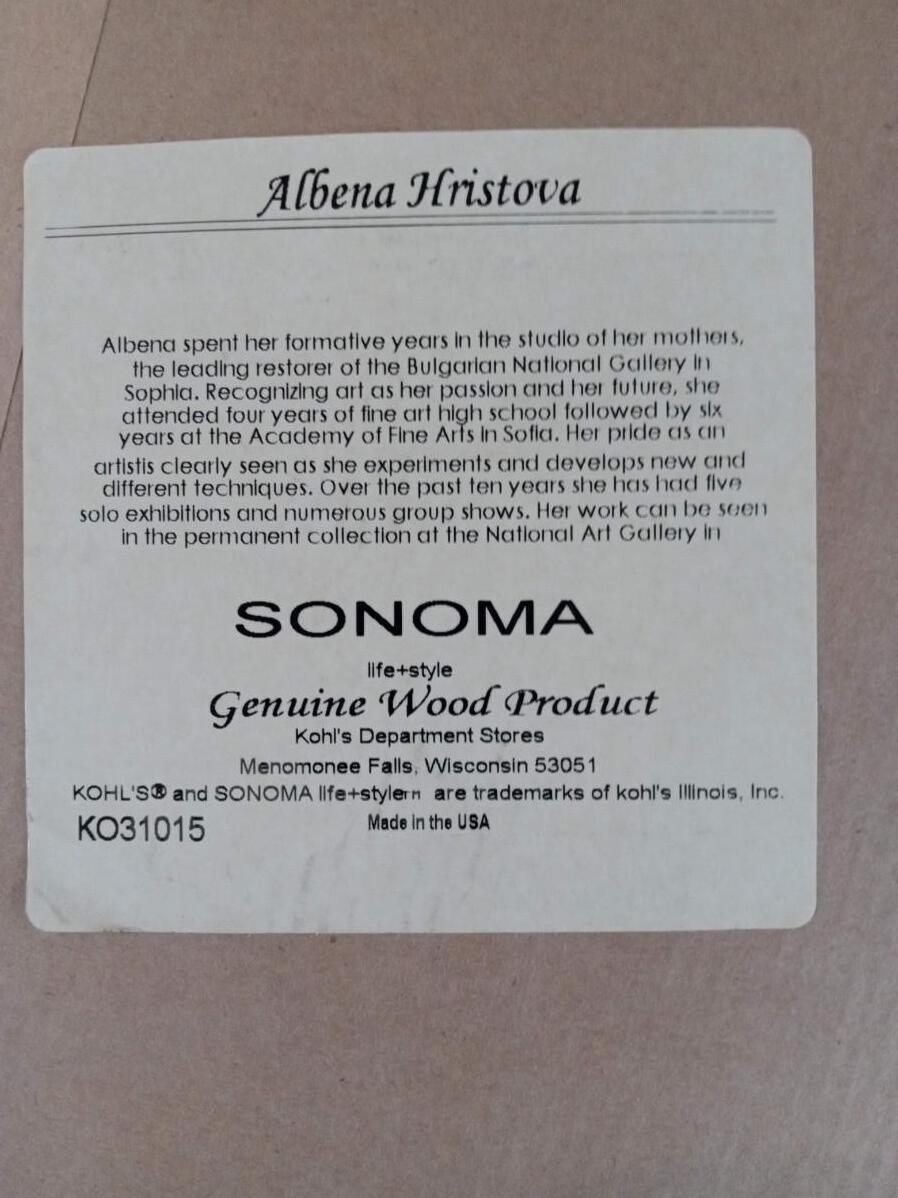 Albena Hristova
Albena spent her formative years in the studio of her mothers,
the leading restorer of the Bulgarian National Gallery in
Sophia. Recognizing art as her passion and her future, she
attended four years of fine art high school followed by six
years at the Academy of Fine Arts in Sofia. Her pride as an
artistis clearly seen as she experiments and develops new and
different techniques. Over the past ten years she has had five
solo exhibitions and numerous group shows. Her work can be seen
in the permanent collection at the National Art Gallery in
SONOMA
life+style
Genuine Wood Product
Kohl's Department Stores
Menomonee Falls, Wisconsin 53051
KOHL'S® and SONOMA life+style™ are trademarks of kohl's Illinois, Inc.
KO31015
Made in the USA